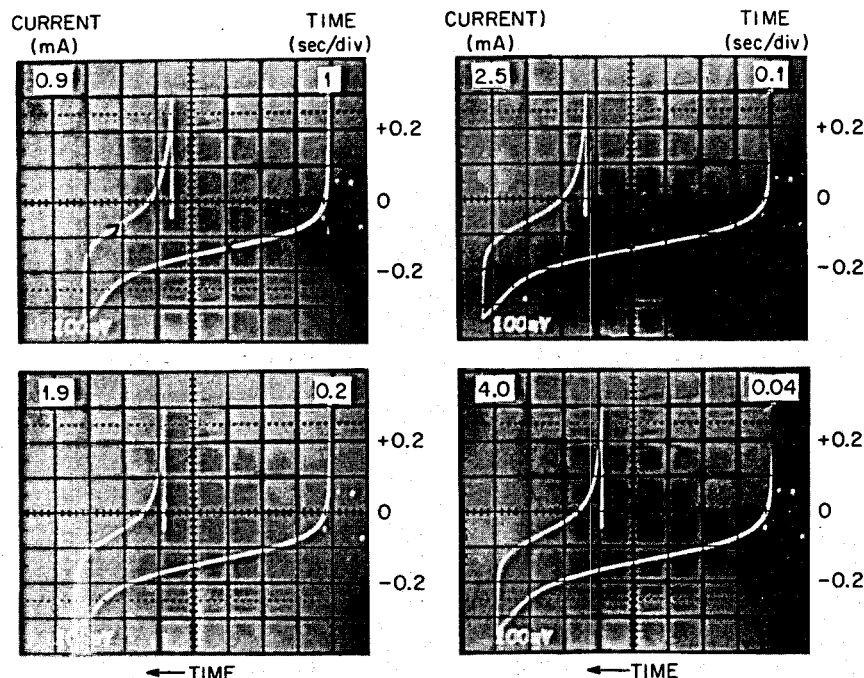 CURRENT
(mA)
TIME
(sec/div)
CURRENT)
(mA)
TIME
(sec/div)
0.9
1
+0.2
0
-0.2
100mV
2.5
0.1
+0.2
0
-0.2
100mV
1.9
0.2
+0.2
0
-0.2
100mV
←TIME
4.0
0.04
+0.2
0
-0.2
100mV
←TIME